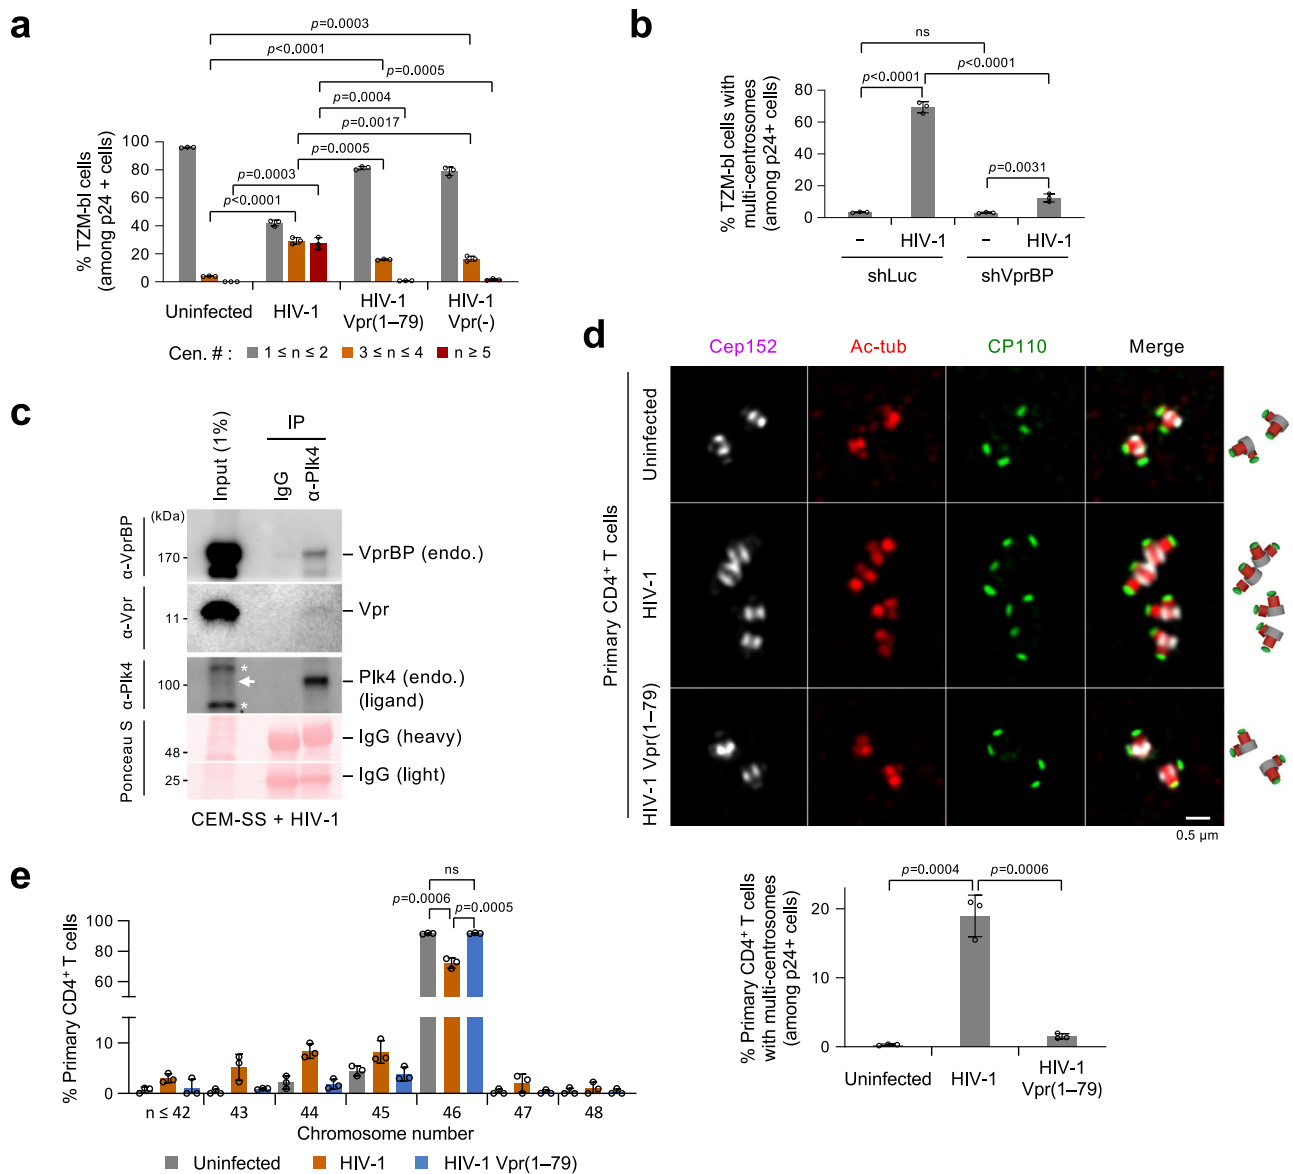 a
p=0.0003
p<0.0001
p=0.0005
p=0.0004
p=0.0017
p=0.0005
p=0.0003
p<0.0001
% TZM-bl cells
(among p24 + cells)
100
80
60
40
20
0
Uninfected
HIV-1
HIV-1
Vpr(1–79)
HIV-1
Vpr(-)
Cen. # :
1 ≤ n ≤ 2
3 ≤ n ≤ 4
n ≥ 5
b
ns
p<0.0001
p<0.0001
p=0.0031
% TZM-bl cells with
multi-centrosomes
(among p24+ cells)
80
60
40
20
0
–
HIV-1
–
HIV-1
shLuc
shVprBP
c
Input (1%)
IP
IgG
α-Plk4
(kDa)
α-VprBP
170
VprBP (endo.)
α-Vpr
11
Vpr
α-Plk4
100
*
*
Plk4 (endo.)
(ligand)
Ponceau S
48
IgG (heavy)
25
IgG (light)
CEM-SS + HIV-1
d
Cep152
Ac-tub
CP110
Merge
Primary CD4⁺ T cells
Uninfected
HIV-1
HIV-1 Vpr(1–79)
0.5 µm
p=0.0004
p=0.0006
% Primary CD4⁺ T cells
with multi-centrosomes
(among p24+ cells)
20
10
0
Uninfected
HIV-1
HIV-1
Vpr(1–79)
e
ns
p=0.0006
p=0.0005
% Primary CD4⁺ T cells
100
80
60
10
0
n ≤ 42
43
44
45
46
47
48
Chromosome number
Uninfected
HIV-1
HIV-1 Vpr(1–79)